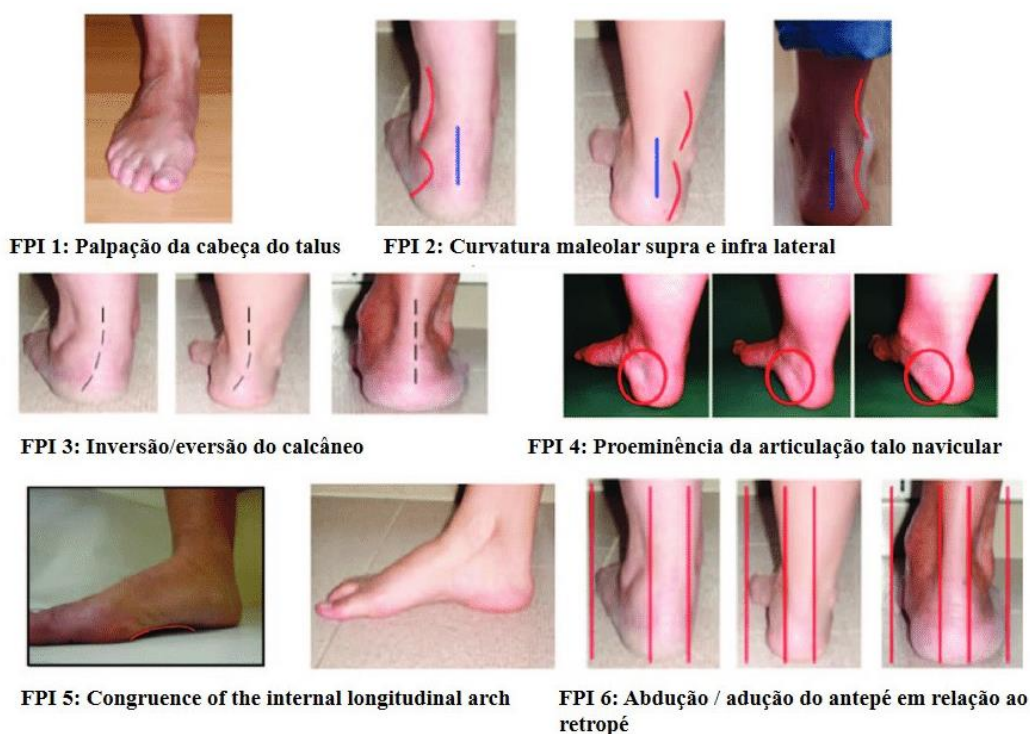 FPI 1: Palpação da cabeça do talus
FPI 2: Curvatura maleolar supra e infra lateral
FPI 3: Inversão/eversão do calcâneo
FPI 4: Proeminência da articulação talo navicular
FPI 5: Congruence of the internal longitudinal arch
FPI 6: Abdução / adução do antepé em relação ao
retropé